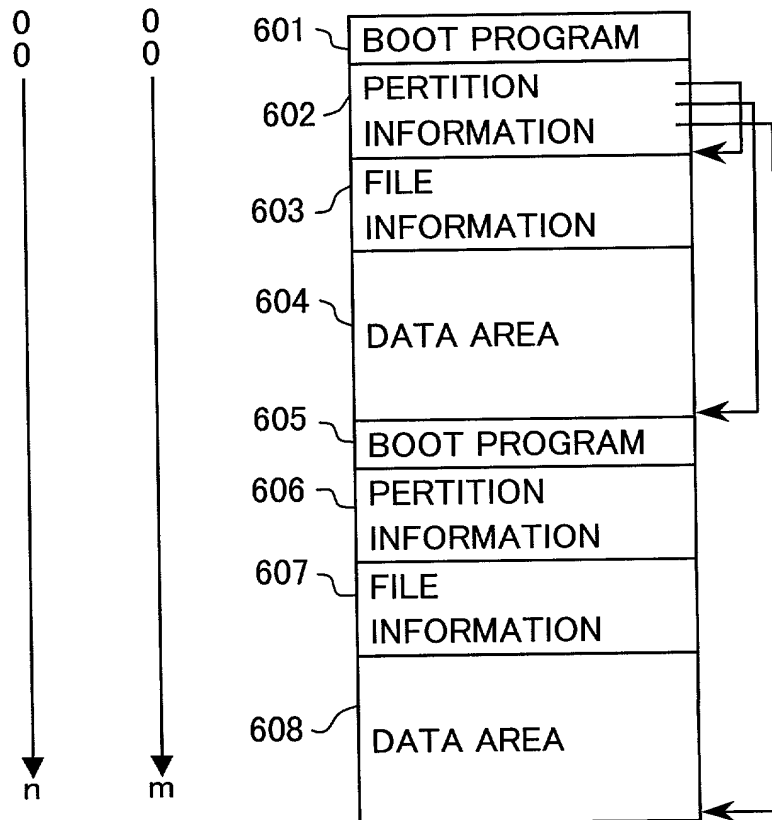 0 0
0 0
n m
601 BOOT PROGRAM
602 PERTITION
INFORMATION
603 FILE
INFORMATION
604 DATA AREA
605 BOOT PROGRAM
606 PERTITION
INFORMATION
607 FILE
INFORMATION
608 DATA AREA